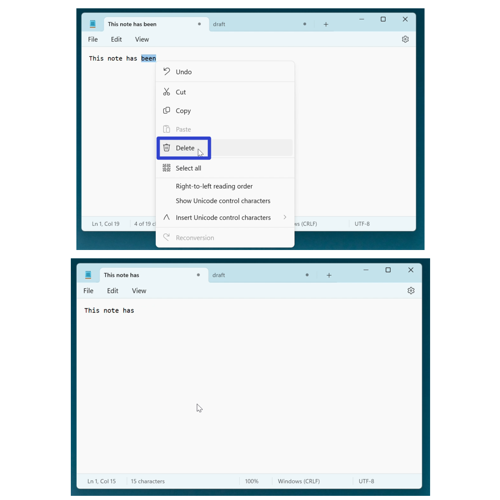 This note has been
draft
File Edit View
This note has been
Undo
Cut
Copy
Paste
Delete
Select all
Right-to-left reading order
Show Unicode control characters
Insert Unicode control characters
Reconversion
Ln 1, Col 19 4 of 19 c (CRLF) UTF-8
This note has
draft
File Edit View
This note has
Ln 1, Col 15 15 characters 100% Windows (CRLF) UTF-8